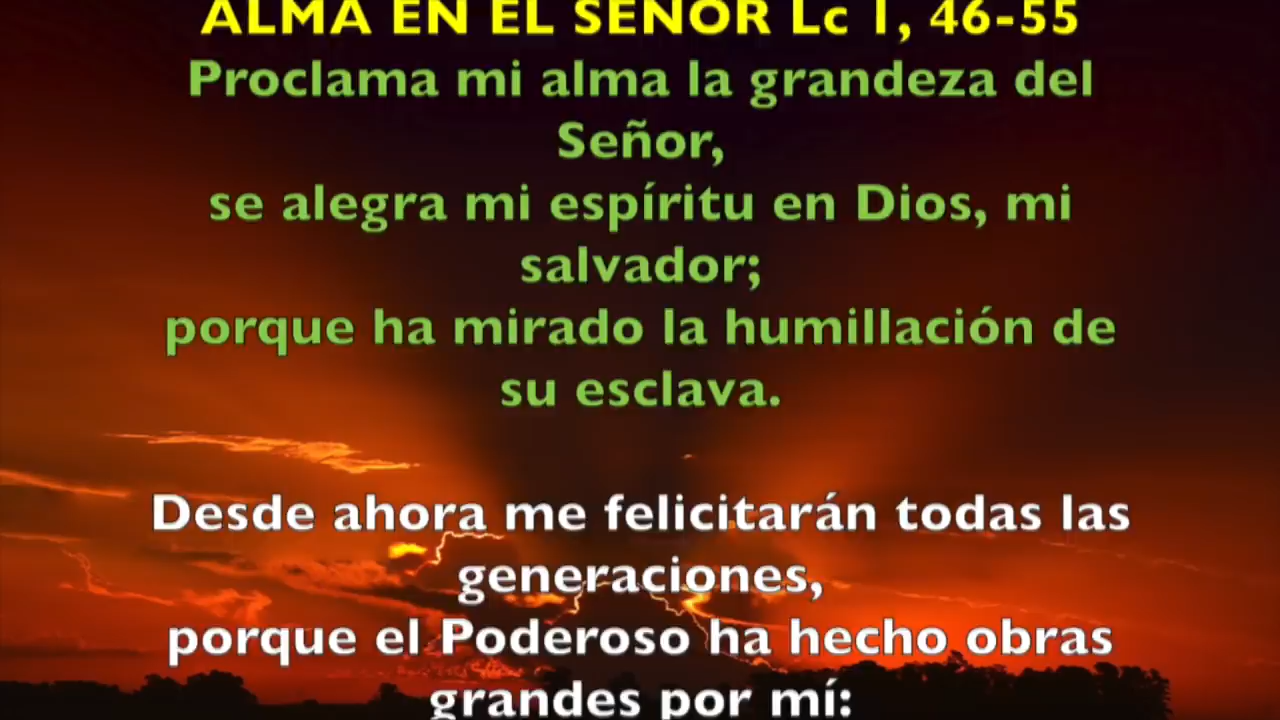 ALMA EN EL SEÑOR Lc 1, 46-55
Proclama mi alma la grandeza del
Señor,
se alegra mi espíritu en Dios, mi
salvador;
porque ha mirado la humillación de
su esclava.
Desde ahora me felicitarán todas las
generaciones,
porque el Poderoso ha hecho obras
grandes por mí: